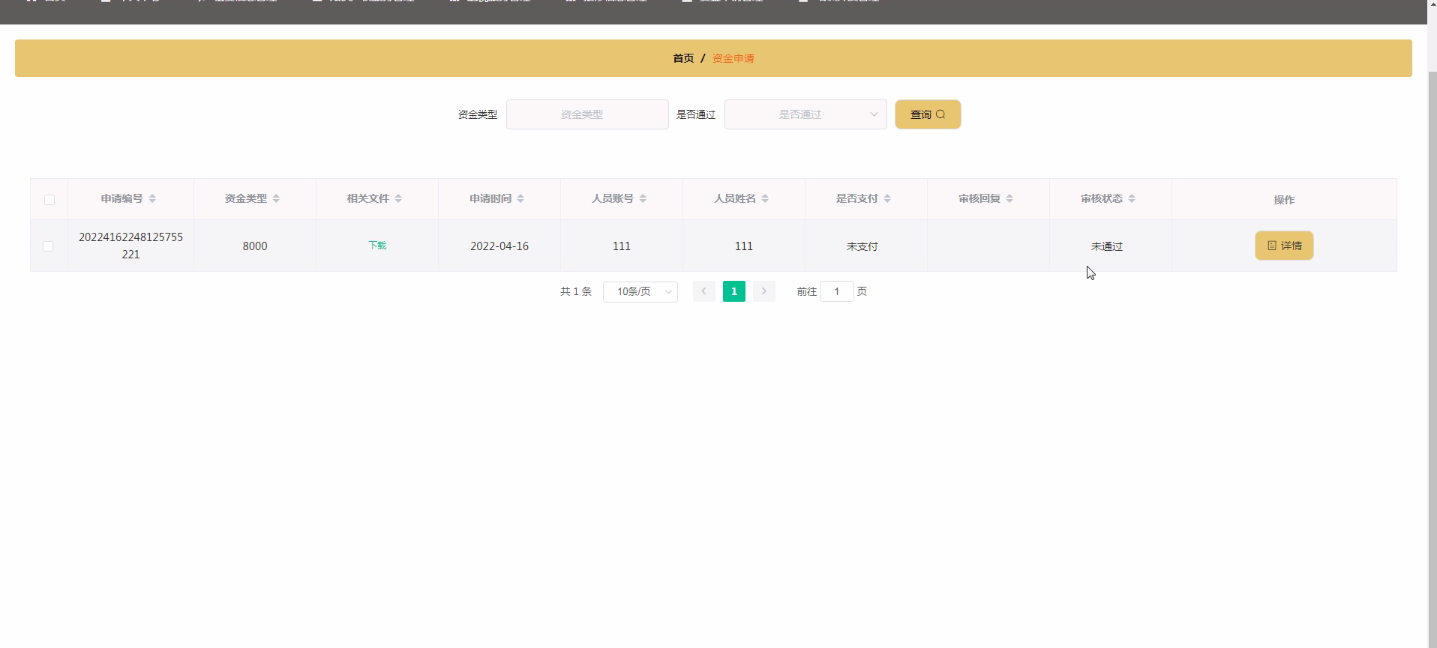 首页 / 资金申请
资金类型 资金类型 是否通过 是否通过 查询
申请编号 资金类型 相关文件 申请时间 人员账号 人员姓名 是否支付 审核回复 审核状态 操作
20224162248125755
221 8000 下载 2022-04-16 111 111 未支付 未通过 详情
共 1 条 10条/页 1 前往 1 页